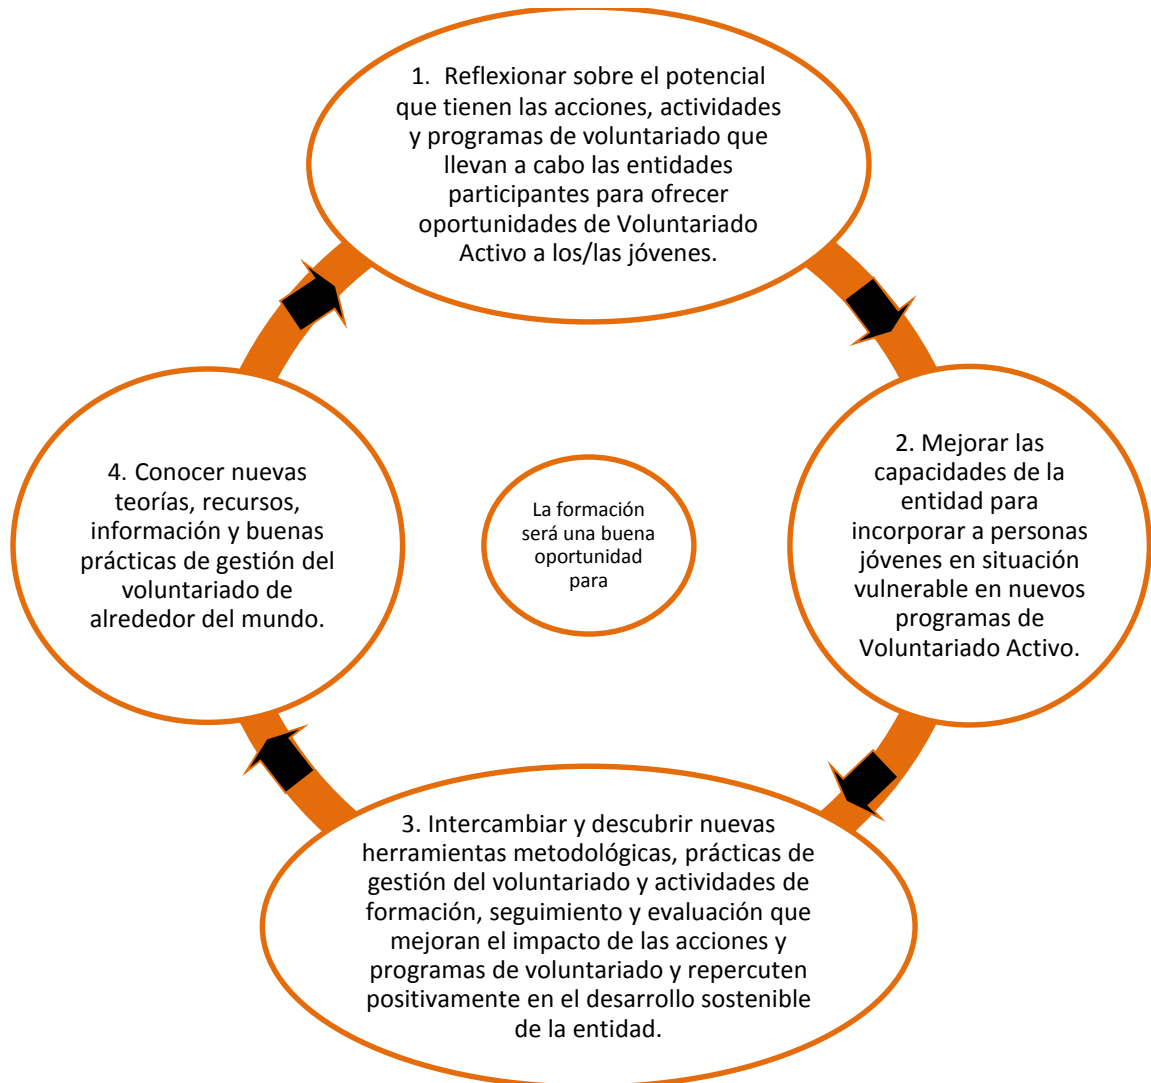 1. Reflexionar sobre el potencial
que tienen las acciones, actividades
y programas de voluntariado que
llevan a cabo las entidades
participantes para ofrecer
oportunidades de Voluntariado
Activo a los/las jóvenes.
2. Mejorar las
capacidades de la
entidad para
incorporar a personas
jóvenes en situación
vulnerable en nuevos
programas de
Voluntariado Activo.
3. Intercambiar y descubrir nuevas
herramientas metodológicas, prácticas de
gestión del voluntariado y actividades de
formación, seguimiento y evaluación que
mejoran el impacto de las acciones y
programas de voluntariado y repercuten
positivamente en el desarrollo sostenible
de la entidad.
4. Conocer nuevas
teorías, recursos,
información y buenas
prácticas de gestión del
voluntariado de
alrededor del mundo.
La formación
será una buena
oportunidad
para